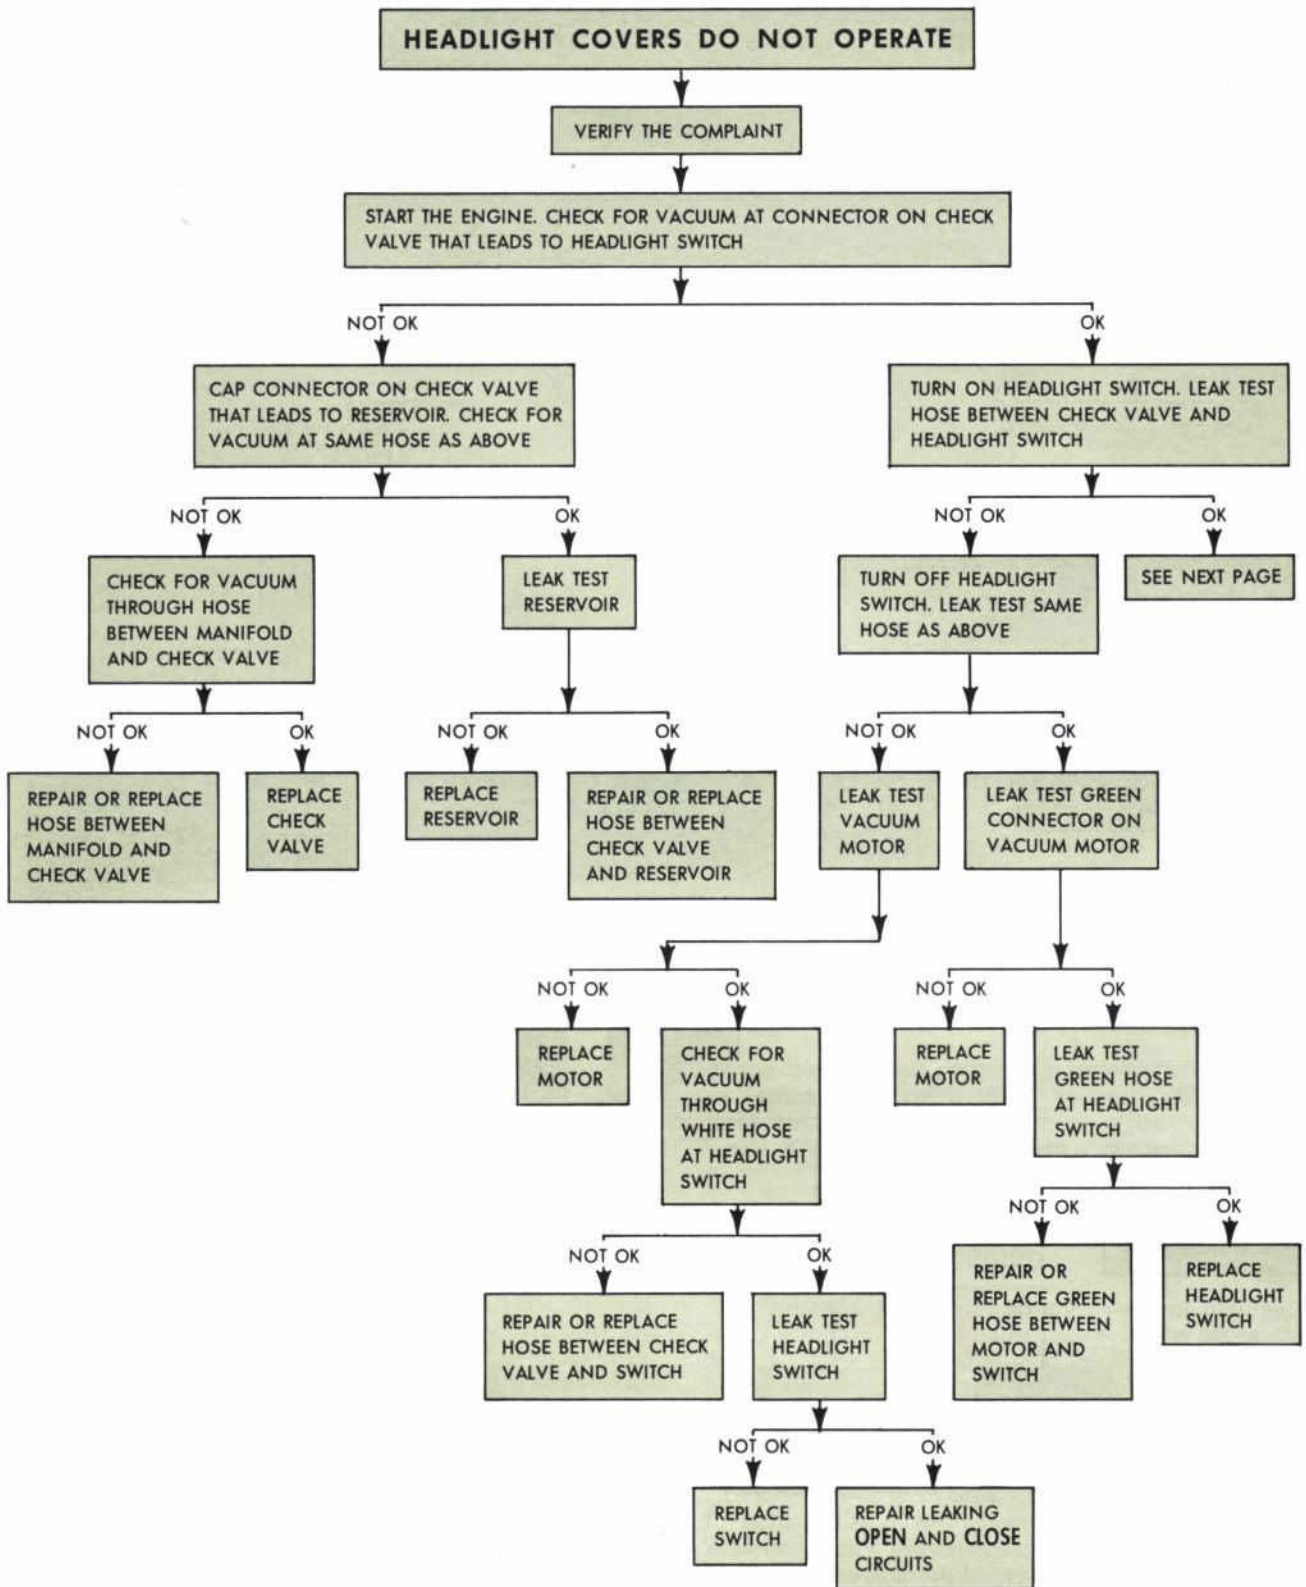 HEADLIGHT COVERS DO NOT OPERATE
VERIFY THE COMPLAINT
START THE ENGINE. CHECK FOR VACUUM AT CONNECTOR ON CHECK
VALVE THAT LEADS TO HEADLIGHT SWITCH
NOT OK
OK
CAP CONNECTOR ON CHECK VALVE
THAT LEADS TO RESERVOIR. CHECK FOR
VACUUM AT SAME HOSE AS ABOVE
TURN ON HEADLIGHT SWITCH. LEAK TEST
HOSE BETWEEN CHECK VALVE AND
HEADLIGHT SWITCH
NOT OK
OK
NOT OK
OK
CHECK FOR VACUUM
THROUGH HOSE
BETWEEN MANIFOLD
AND CHECK VALVE
LEAK TEST
RESERVOIR
TURN OFF HEADLIGHT
SWITCH. LEAK TEST SAME
HOSE AS ABOVE
SEE NEXT PAGE
NOT OK
OK
NOT OK
OK
NOT OK
OK
REPAIR OR REPLACE
HOSE BETWEEN
MANIFOLD AND
CHECK VALVE
REPLACE
CHECK
VALVE
REPLACE
RESERVOIR
REPAIR OR REPLACE
HOSE BETWEEN
CHECK VALVE
AND RESERVOIR
LEAK TEST
VACUUM
MOTOR
LEAK TEST GREEN
CONNECTOR ON
VACUUM MOTOR
NOT OK
OK
NOT OK
OK
REPLACE
MOTOR
CHECK FOR
VACUUM
THROUGH
WHITE HOSE
AT HEADLIGHT
SWITCH
REPLACE
MOTOR
LEAK TEST
GREEN HOSE
AT HEADLIGHT
SWITCH
NOT OK
OK
NOT OK
OK
REPAIR OR REPLACE
HOSE BETWEEN CHECK
VALVE AND SWITCH
LEAK TEST
HEADLIGHT
SWITCH
REPAIR OR
REPLACE GREEN
HOSE BETWEEN
MOTOR AND
SWITCH
REPLACE
HEADLIGHT
SWITCH
NOT OK
OK
REPLACE
SWITCH
REPAIR LEAKING
OPEN AND CLOSE
CIRCUITS